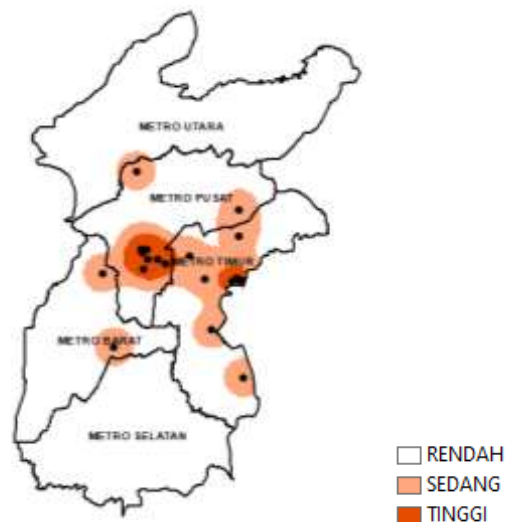 METRO UTARA
METRO PUSAT
METRO TIMUR
METRO BARAT
METRO SELATAN
RENDAH
SEDANG
TINGGI